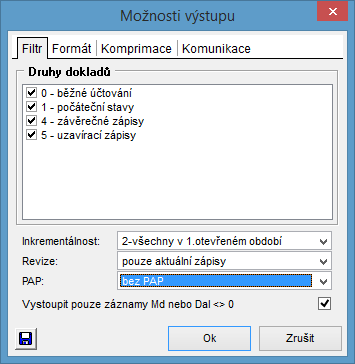 Možnosti výstupu
Filtr Formát Komprimace Komunikace
Druhy dokladů
0 - běžné účtování
1 - počáteční stavy
4 - závěrečné zápisy
5 - uzavírací zápisy
Inkrementálnost: 2-všechny v 1.otevřeném období
Revize: pouze aktuální zápisy
PAP: bez PAP
Vystoupit pouze záznamy Md nebo Dal <> 0
Ok Zrušit